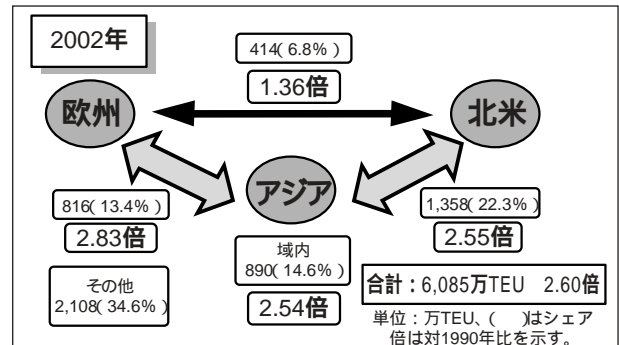 2002年
414( 6.8% )
1.36倍
欧州
北米
アジア
816( 13.4% )
2.83倍
1,358( 22.3% )
2.55倍
域内
890( 14.6% )
2.54倍
その他
2,108( 34.6% )
合計：6,085万TEU 2.60倍
単位：万TEU、( )はシェア
倍は対1990年比を示す。